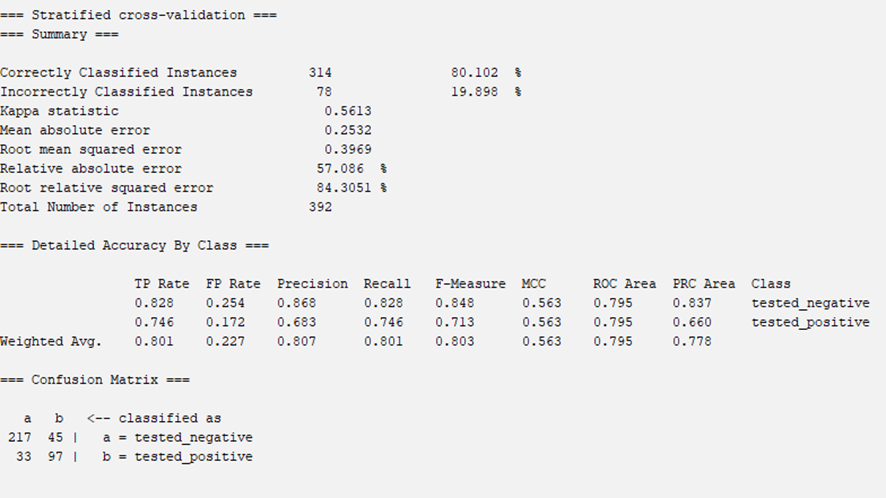 === Stratified cross-validation ===
=== Summary ===
Correctly Classified Instances 314 80.102 %
Incorrectly Classified Instances 78 19.898 %
Kappa statistic 0.5613
Mean absolute error 0.2532
Root mean squared error 0.3969
Relative absolute error 57.086 %
Root relative squared error 84.3051 %
Total Number of Instances 392
=== Detailed Accuracy By Class ===
TP Rate FP Rate Precision Recall F-Measure MCC ROC Area PRC Area Class
0.828 0.254 0.868 0.828 0.848 0.563 0.795 0.837 tested_negative
0.746 0.172 0.683 0.746 0.713 0.563 0.795 0.660 tested_positive
Weighted Avg. 0.801 0.227 0.807 0.801 0.803 0.563 0.795 0.778
=== Confusion Matrix ===
a b <-- classified as
217 45 | a = tested_negative
33 97 | b = tested_positive